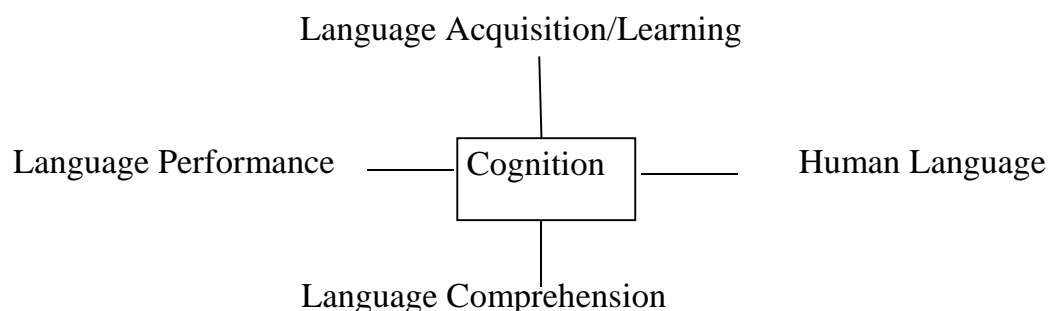 Language Acquisition/Learning
Language Performance
Cognition
Human Language
Language Comprehension